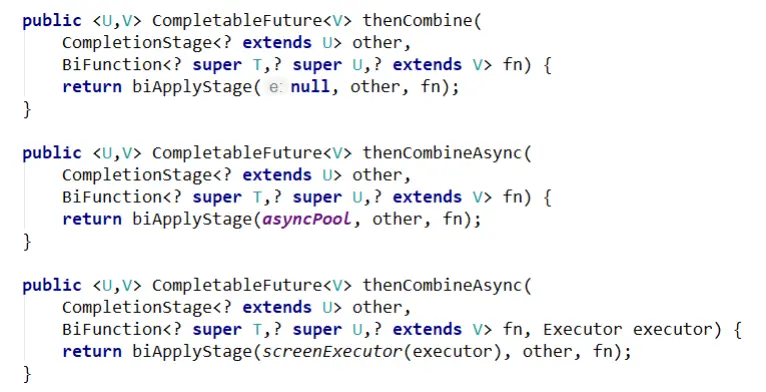 public <U,V> CompletableFuture<V> thenCombine(
    CompletionStage<? extends U> other,
    BiFunction<? super T,? super U,? extends V> fn) {
    return biApplyStage( e: null, other, fn);
}
public <U,V> CompletableFuture<V> thenCombineAsync(
    CompletionStage<? extends U> other,
    BiFunction<? super T,? super U,? extends V> fn) {
    return biApplyStage(asyncPool, other, fn);
}
public <U,V> CompletableFuture<V> thenCombineAsync(
    CompletionStage<? extends U> other,
    BiFunction<? super T,? super U,? extends V> fn, Executor executor) {
    return biApplyStage(screenExecutor(executor), other, fn);
}